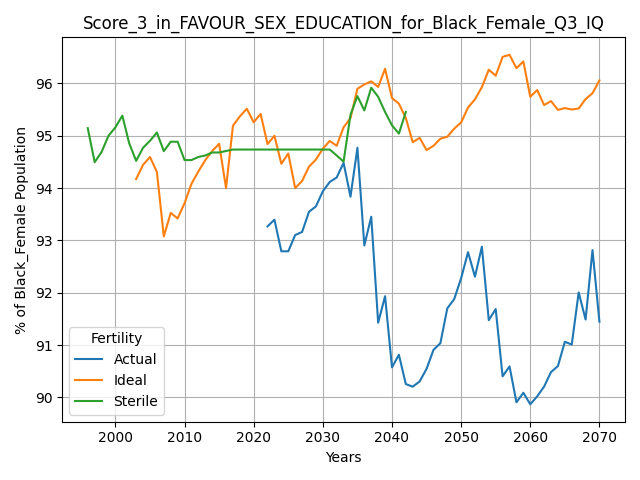 Score_3_in_FAVOUR_SEX_EDUCATION_for_Black_Female_Q3_IQ
% of Black_Female Population
96
95
94
93
92
91
90
Fertility
Actual
Ideal
Sterile
2000
2010
2020
2030
2040
2050
2060
2070
Years